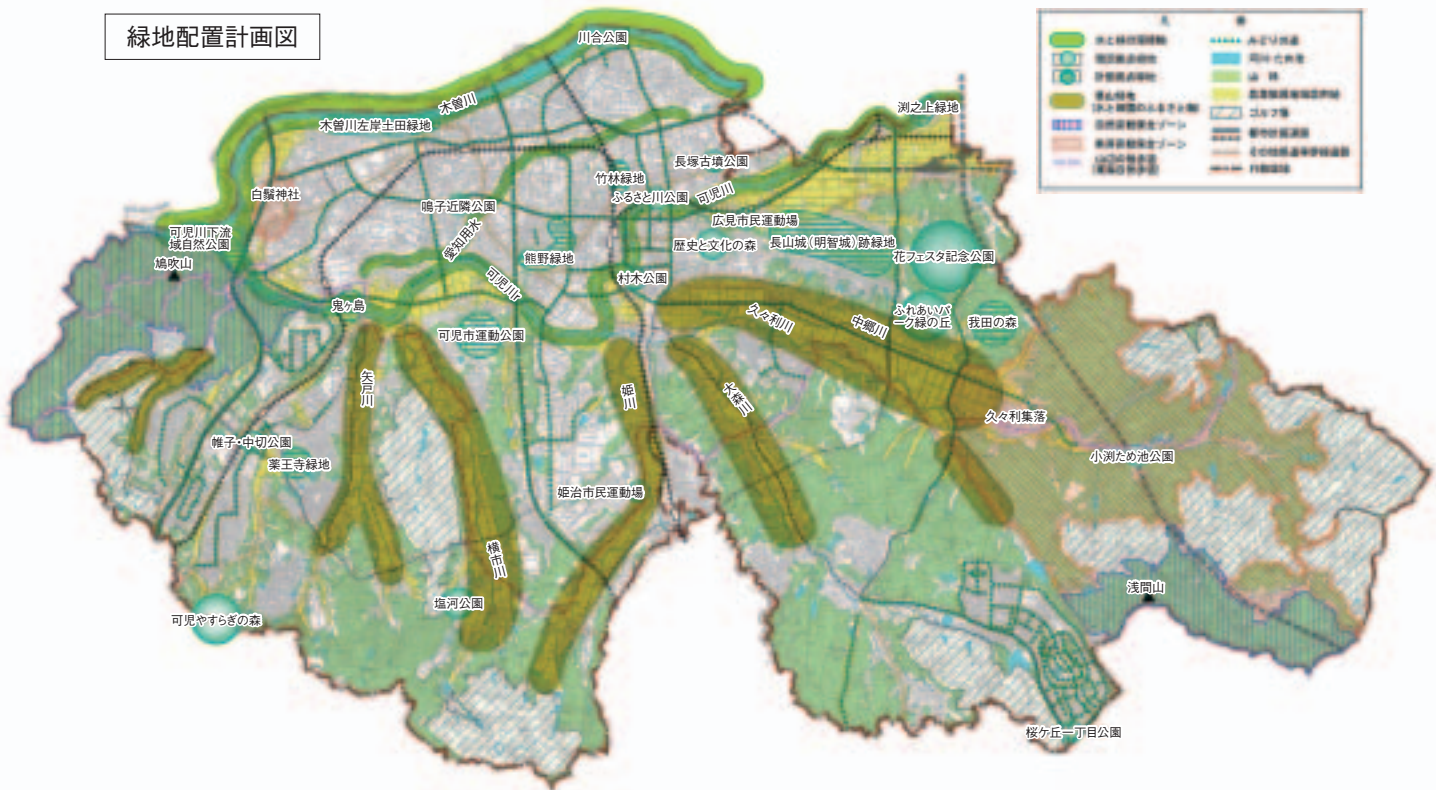 緑地配置計画図
川合公園
木曽川
木曽川左岸土田緑地
渕之上緑地
長塚古墳公園
竹林緑地
ふるさと川公園
可児川
白鬚神社
鳴子近隣公園
広見市民運動場
可児川下流
域自然公園
愛知用水
歴史と文化の森
長山城(明智城)跡緑地
花フェスタ記念公園
熊野緑地
鳩吹山
可児川r
村木公園
鬼ヶ島
久々利川
中郷川
ふれあいパ
ーク緑の丘
我田の森
可児市運動公園
矢戸川
姫川
大森川
久々利集落
帷子・中切公園
小渕ため池公園
薬王寺緑地
姫治市民運動場
横市川
浅間山
塩河公園
可児やすらぎの森
桜ケ丘一丁目公園
山林
ゴルフ場